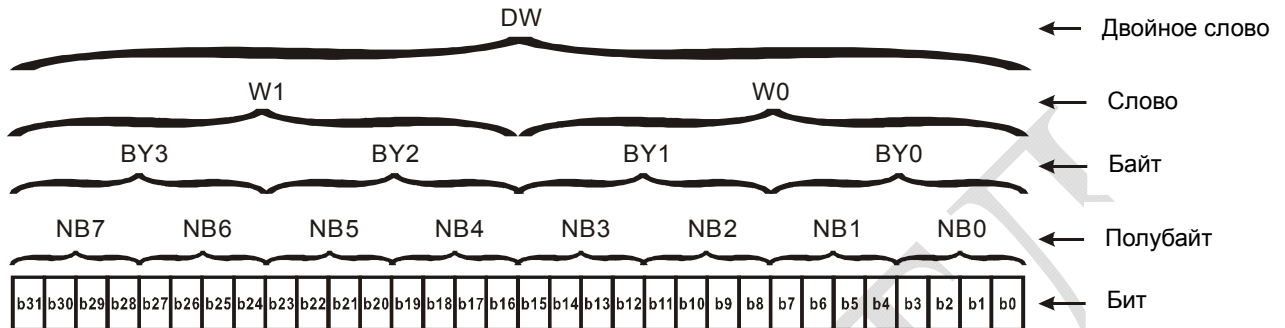 DW
Двойное слово
W1 W0
Слово
BY3 BY2 BY1 BY0
Байт
NB7 NB6 NB5 NB4 NB3 NB2 NB1 NB0
Полубайт
b31 b30 b29 b28 b27 b26 b25 b24 b23 b22 b21 b20 b19 b18 b17 b16 b15 b14 b13 b12 b11 b10 b9 b8 b7 b6 b5 b4 b3 b2 b1 b0
Бит